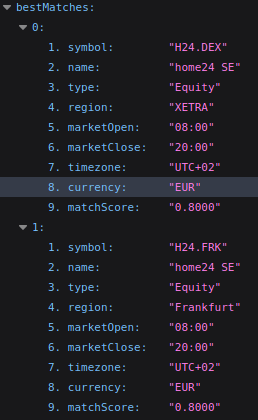 bestMatches:
0:
1. symbol: "H24.DEX"
2. name: "home24 SE"
3. type: "Equity"
4. region: "XETRA"
5. marketOpen: "08:00"
6. marketClose: "20:00"
7. timezone: "UTC+02"
8. currency: "EUR"
9. matchScore: "0.8000"
1:
1. symbol: "H24.FRK"
2. name: "home24 SE"
3. type: "Equity"
4. region: "Frankfurt"
5. marketOpen: "08:00"
6. marketClose: "20:00"
7. timezone: "UTC+02"
8. currency: "EUR"
9. matchScore: "0.8000"